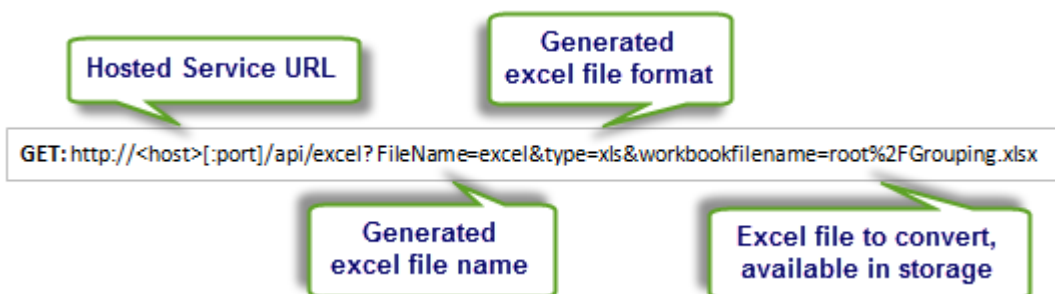 Hosted Service URL
Generated
excel file format
GET: http://<host>[:port]/api/excel? FileName=excel&type=xls&workbookfilename=root%2FGrouping.xlsx
Generated
excel file name
Excel file to convert,
available in storage